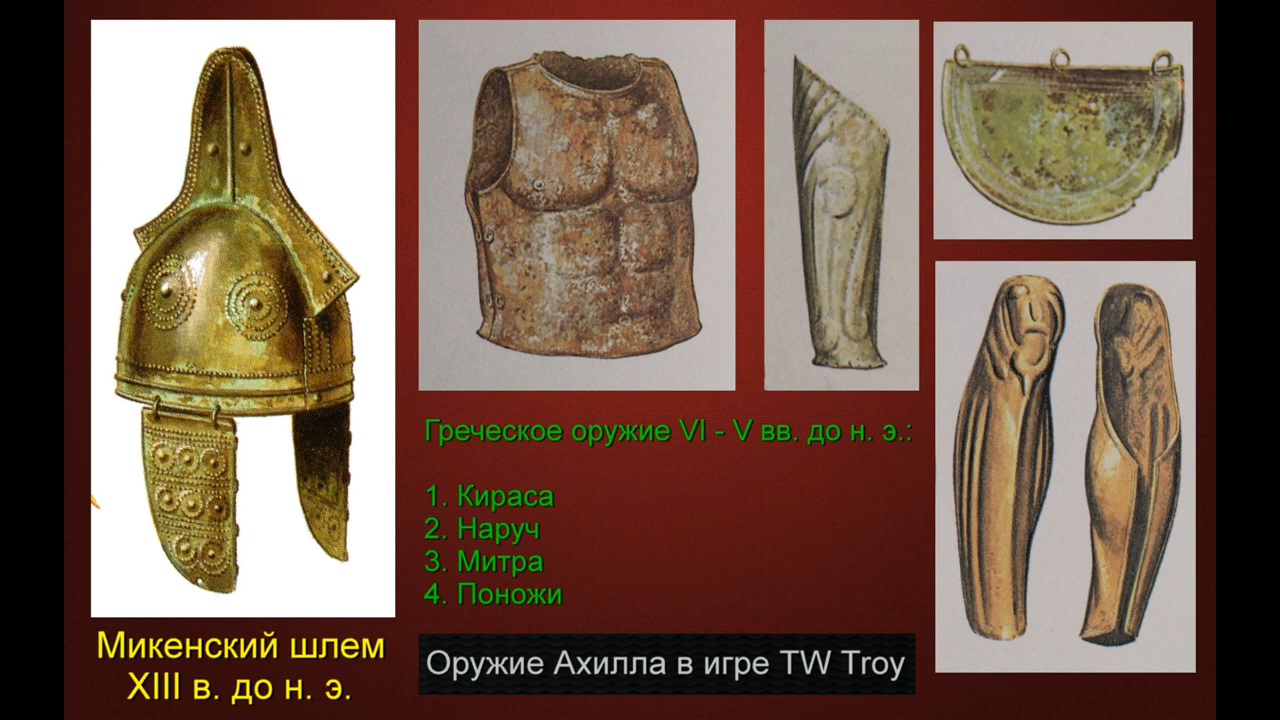 Греческое оружие VI - V вв. до н. э.:
1. Кираса
2. Наруч
3. Митра
4. Поножи
Микенский шлем
XIII в. до н. э.
Оружие Ахилла в игре TW Troy